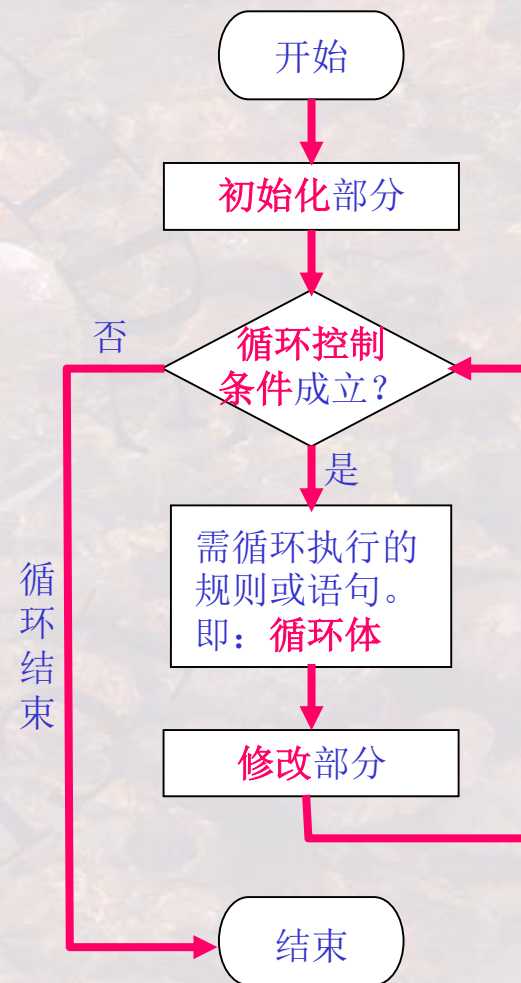 开始
初始化部分
否
循环控制
条件成立？
是
需循环执行的
规则或语句。
即：循环体
循环结束
修改部分
结束